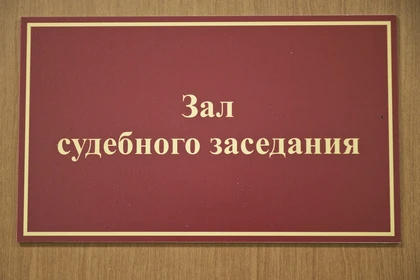 Зал
судебного заседания